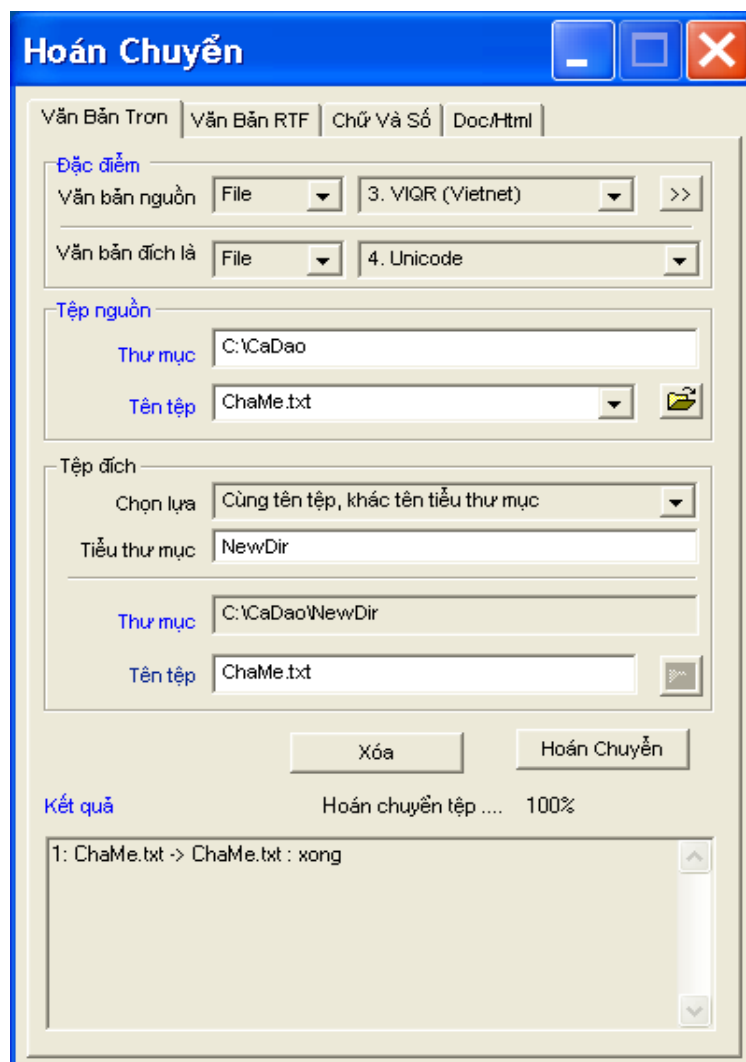 Hoán Chuyển
Văn Bản Trơn Văn Bản RTF Chữ Và Số Doc/Html
Đặc điểm
Văn bản nguồn File 3. VIQR (Vietnet) >>
Văn bản đích là File 4. Unicode
Tệp nguồn
Thư mục C:\CaDao
Tên tệp ChaMe.txt
Tệp đích
Chọn lựa Cùng tên tệp, khác tên tiểu thư mục
Tiểu thư mục NewDir
Thư mục C:\CaDao\NewDir
Tên tệp ChaMe.txt
Xóa Hoán Chuyển
Kết quả Hoán chuyển tệp .... 100%
1: ChaMe.txt -> ChaMe.txt : xong